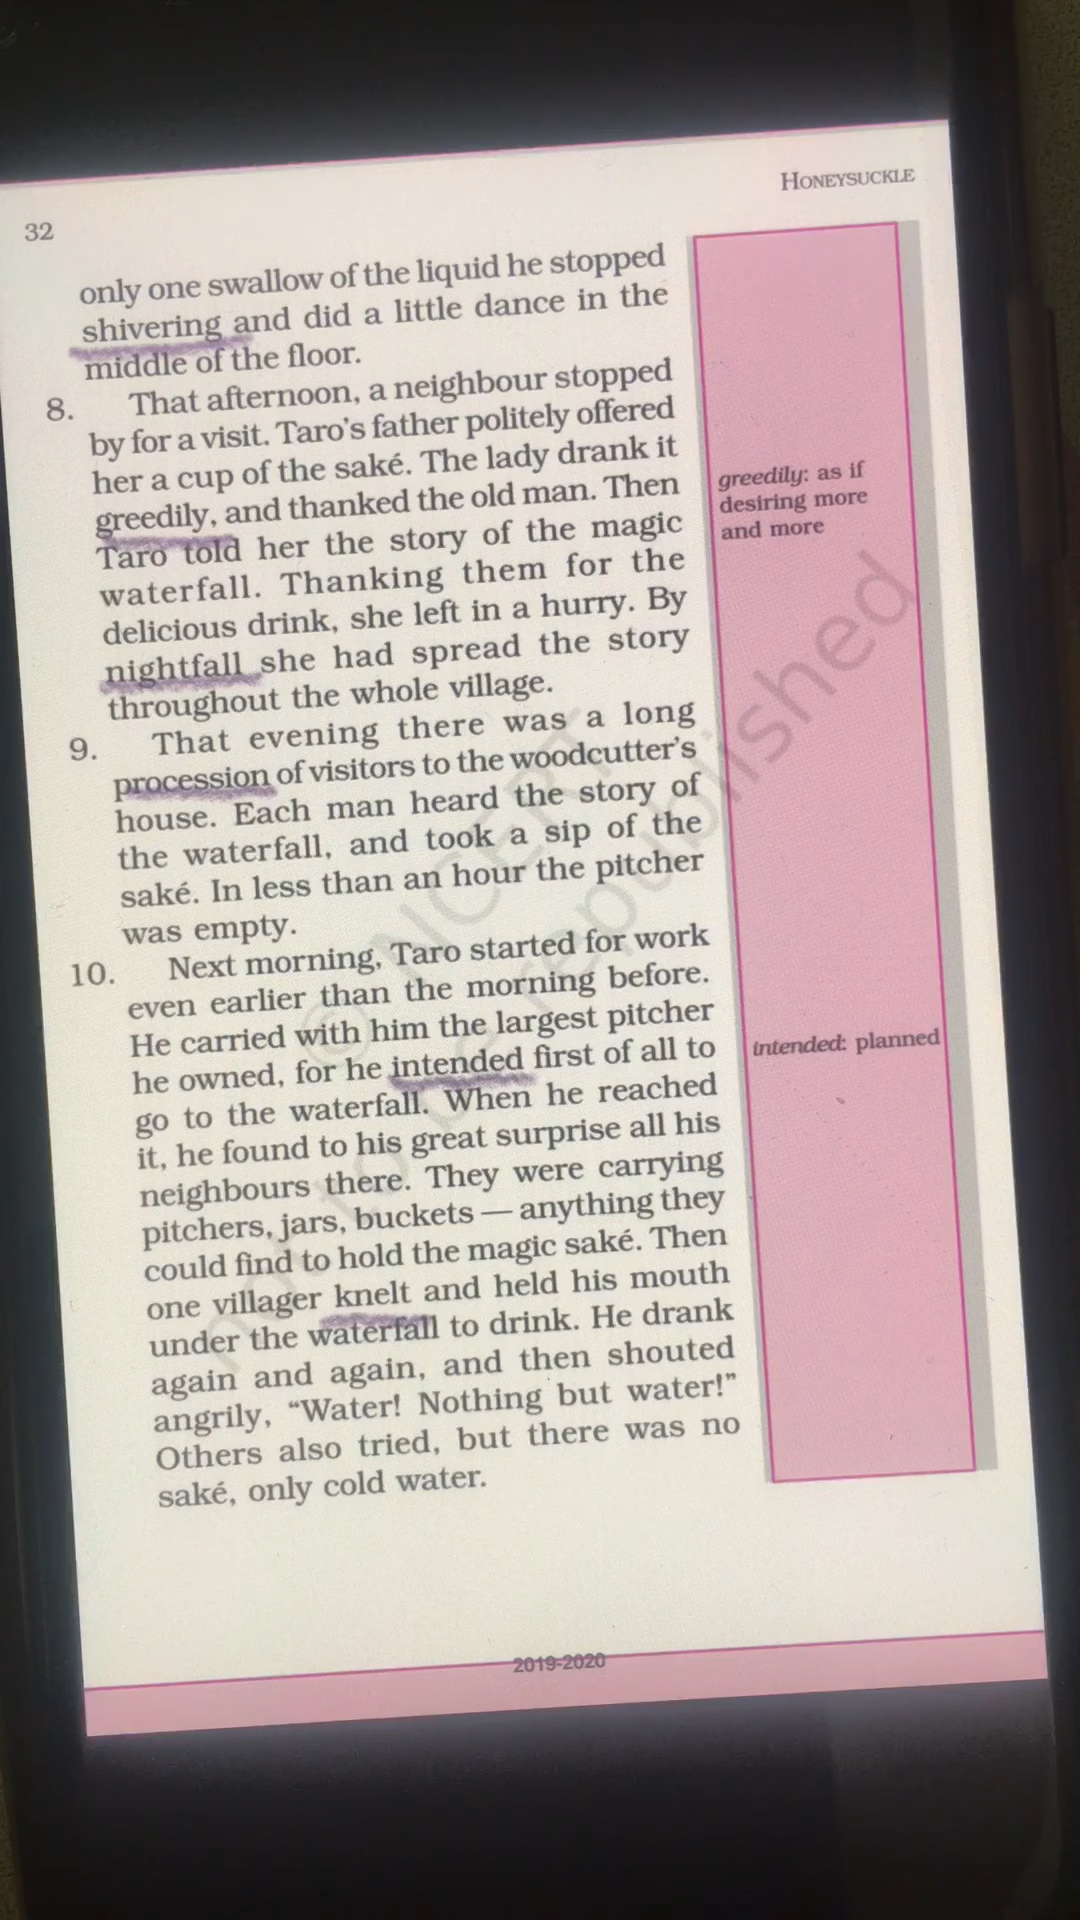 HONEYSUCKLE
32
only one swallow of the liquid he stopped
shivering and did a little dance in the
middle of the floor.
8. That afternoon, a neighbour stopped
by for a visit. Taro's father politely offered
her a cup of the saké. The lady drank it
greedily, and thanked the old man. Then
Taro told her the story of the magic
waterfall. Thanking them for the
delicious drink, she left in a hurry. By
nightfall she had spread the story
throughout the whole village.
9. That evening there was a long
procession of visitors to the woodcutter's
house. Each man heard the story of
the waterfall, and took a sip of the
saké. In less than an hour the pitcher
was empty.
10. Next morning, Taro started for work
even earlier than the morning before.
He carried with him the largest pitcher
he owned, for he intended first of all to
go to the waterfall. When he reached
it, he found to his great surprise all his
neighbours there. They were carrying
pitchers, jars, buckets — anything they
could find to hold the magic saké. Then
one villager knelt and held his mouth
under the waterfall to drink. He drank
again and again, and then shouted
angrily, “Water! Nothing but water!”
Others also tried, but there was no
saké, only cold water.
greedily: as if
desiring more
and more
intended: planned
© NCERT
not to be republished
2019-2020